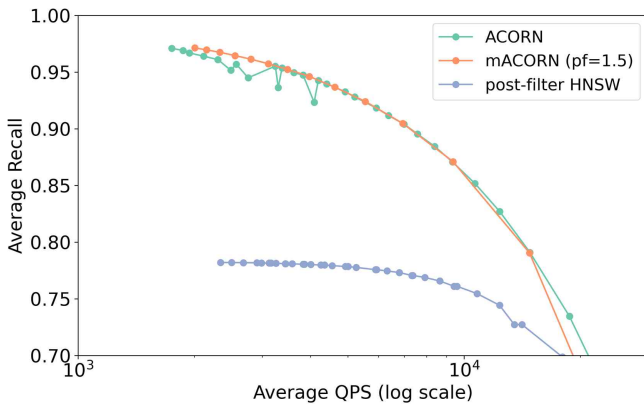 1.00
0.95
0.90
0.85
0.80
0.75
0.70
Average Recall
10³
10⁴
Average QPS (log scale)
ACORN
mACORN (pf=1.5)
post-filter HNSW